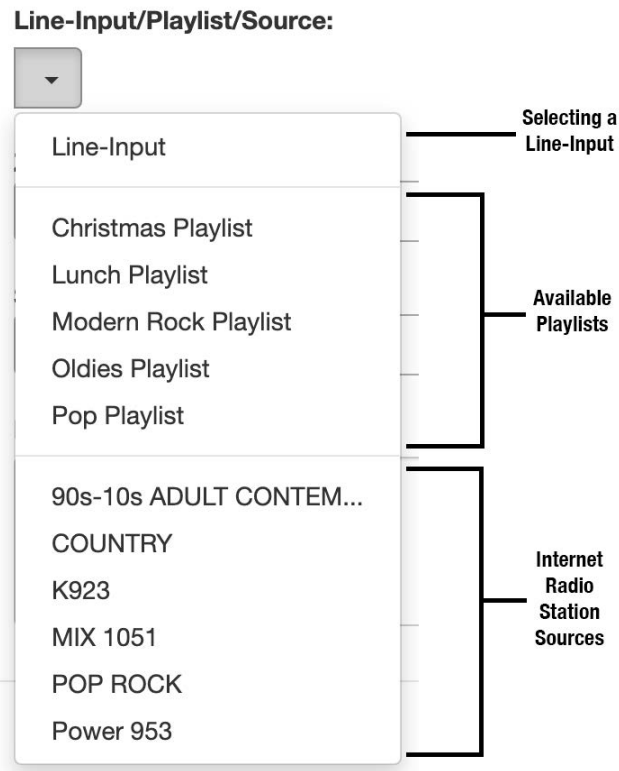 Line-Input/Playlist/Source:
Line-Input
Selecting a
Line-Input
Christmas Playlist
Lunch Playlist
Modern Rock Playlist
Oldies Playlist
Pop Playlist
Available
Playlists
90s-10s ADULT CONTEM...
COUNTRY
K923
MIX 1051
POP ROCK
Power 953
Internet
Radio
Station
Sources